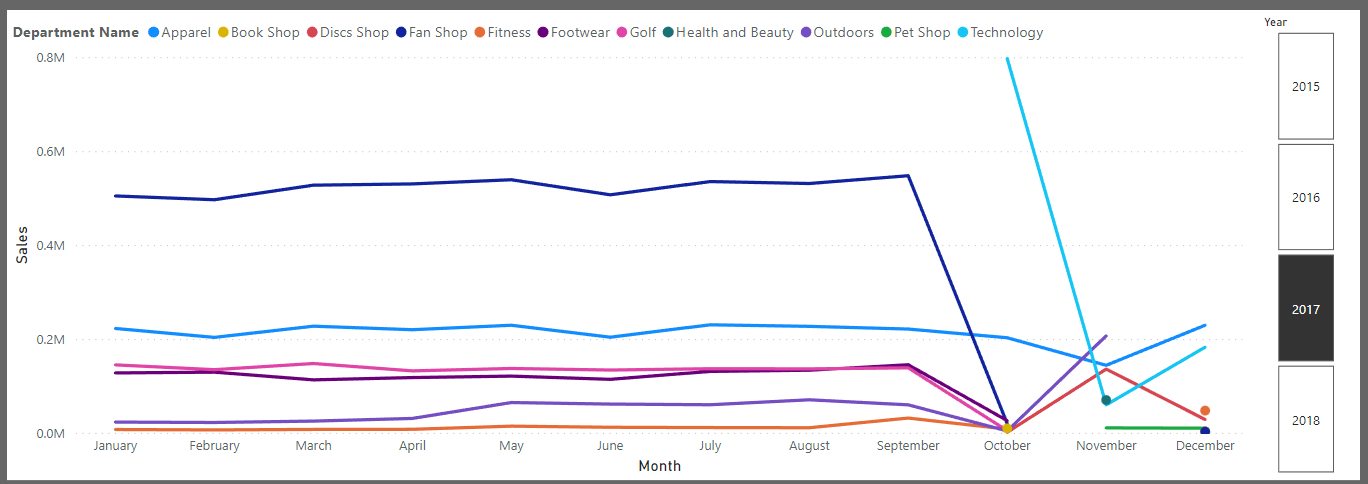 Year
Department Name Apparel Book Shop Discs Shop Fan Shop Fitness Footwear Golf Health and Beauty Outdoors Pet Shop Technology
0.8M
0.6M
0.4M
0.2M
0.0M
Sales
January February March April May June July August September October November December
Month
2015
2016
2017
2018